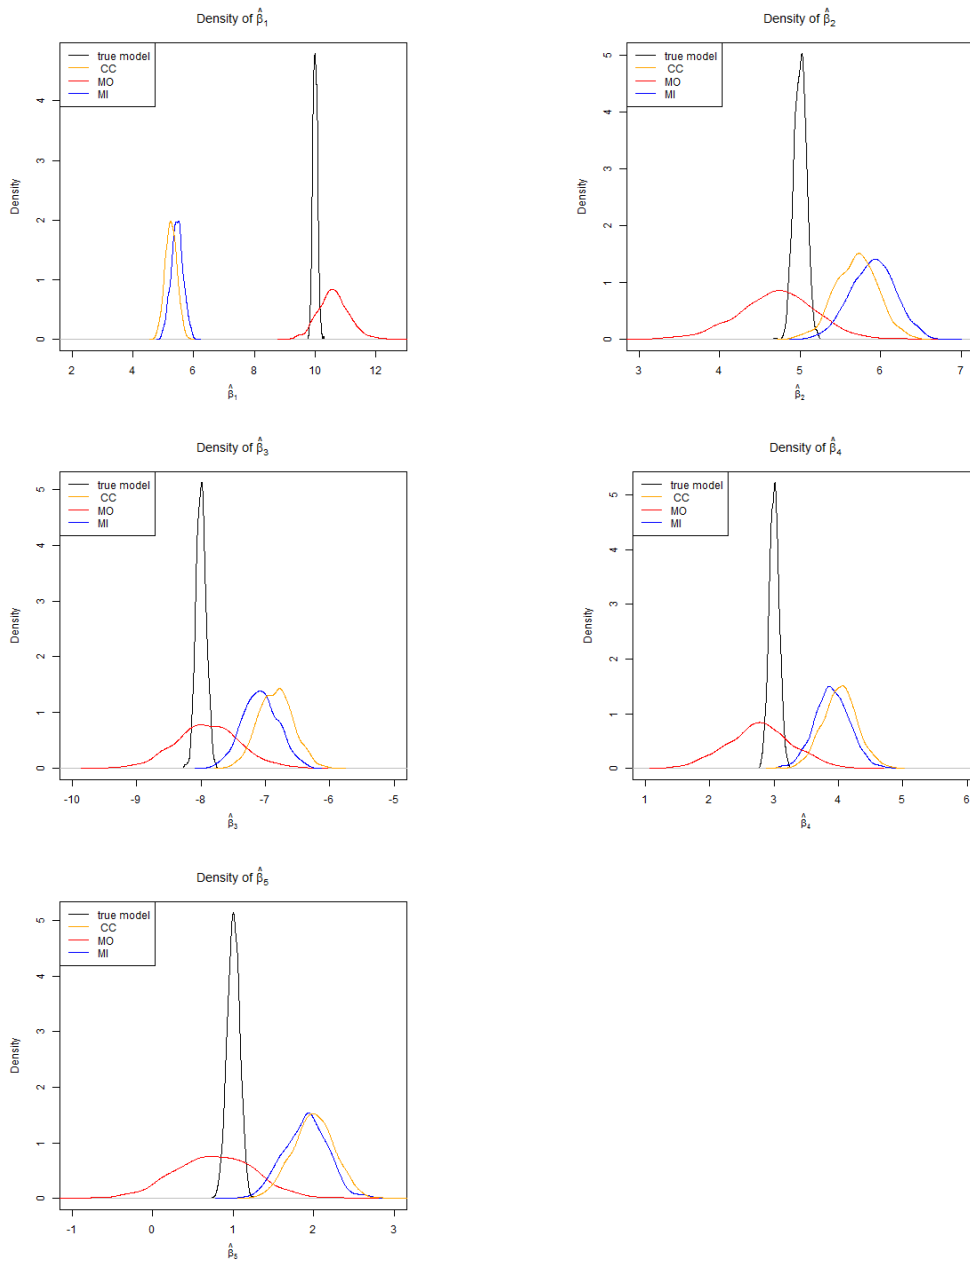 Density of β̂₁
true model
CC
MO
MI
Density
0 1 2 3 4
2 4 6 8 10 12
β̂₁
Density of β̂₂
true model
CC
MO
MI
Density
0 1 2 3 4 5
3 4 5 6 7
β̂₂
Density of β̂₃
true model
CC
MO
MI
Density
0 1 2 3 4 5
-10 -9 -8 -7 -6 -5
β̂₃
Density of β̂₄
true model
CC
MO
MI
Density
0 1 2 3 4 5
1 2 3 4 5 6
β̂₄
Density of β̂₅
true model
CC
MO
MI
Density
0 1 2 3 4 5
-1 0 1 2 3
β̂₅